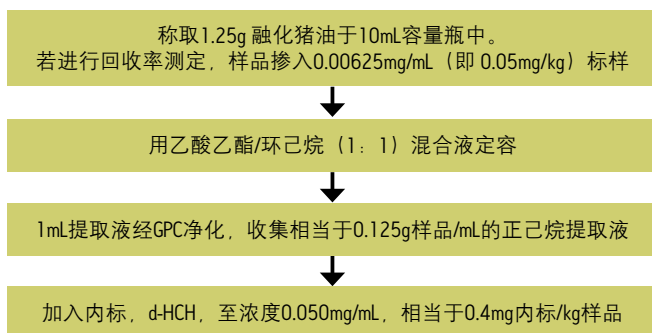 称取1.25g 融化猪油于10mL容量瓶中。
若进行回收率测定，样品掺入0.00625mg/mL（即 0.05mg/kg）标样
用乙酸乙酯/环己烷（1：1）混合液定容
1mL提取液经GPC净化，收集相当于0.125g样品/mL的正己烷提取液
加入内标，d-HCH，至浓度0.050mg/mL，相当于0.4mg内标/kg样品